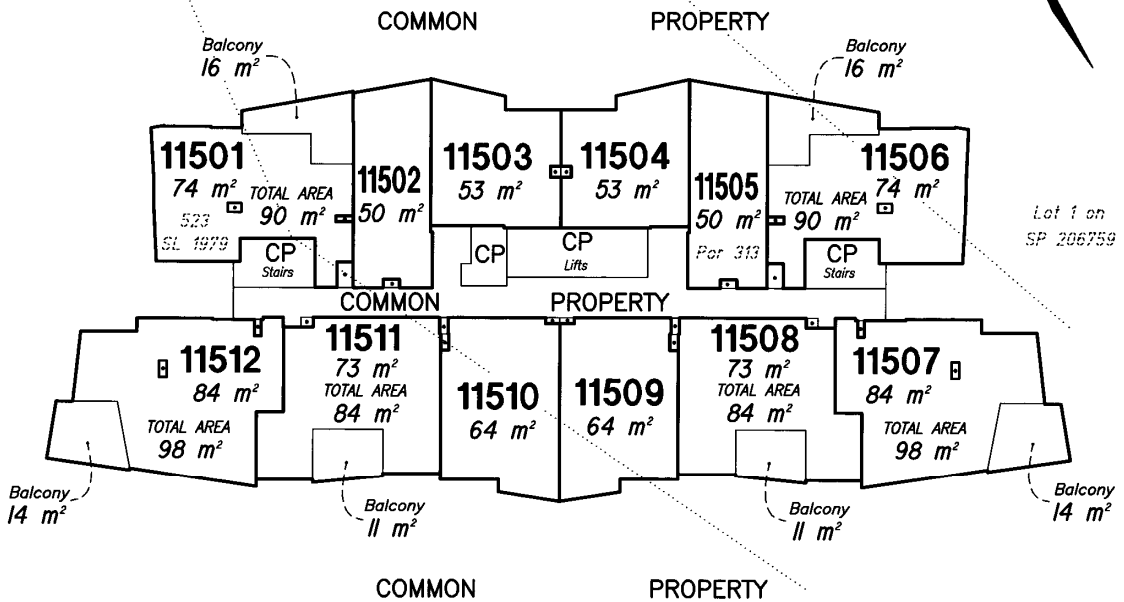 COMMON PROPERTY
Balcony
16 m²
Balcony
16 m²
11501
74 m²
TOTAL AREA
90 m²
523
SL 1979
CP
Stairs
11502
50 m²
11503
53 m²
11504
53 m²
CP
CP
Lifts
11505
50 m²
Por 313
11506
74 m²
TOTAL AREA
90 m²
CP
Stairs
Lot 1 on
SP 206759
COMMON PROPERTY
11512
84 m²
TOTAL AREA
98 m²
Balcony
14 m²
11511
73 m²
TOTAL AREA
84 m²
Balcony
11 m²
11510
64 m²
11509
64 m²
11508
73 m²
TOTAL AREA
84 m²
Balcony
11 m²
11507
84 m²
TOTAL AREA
98 m²
Balcony
14 m²
COMMON PROPERTY